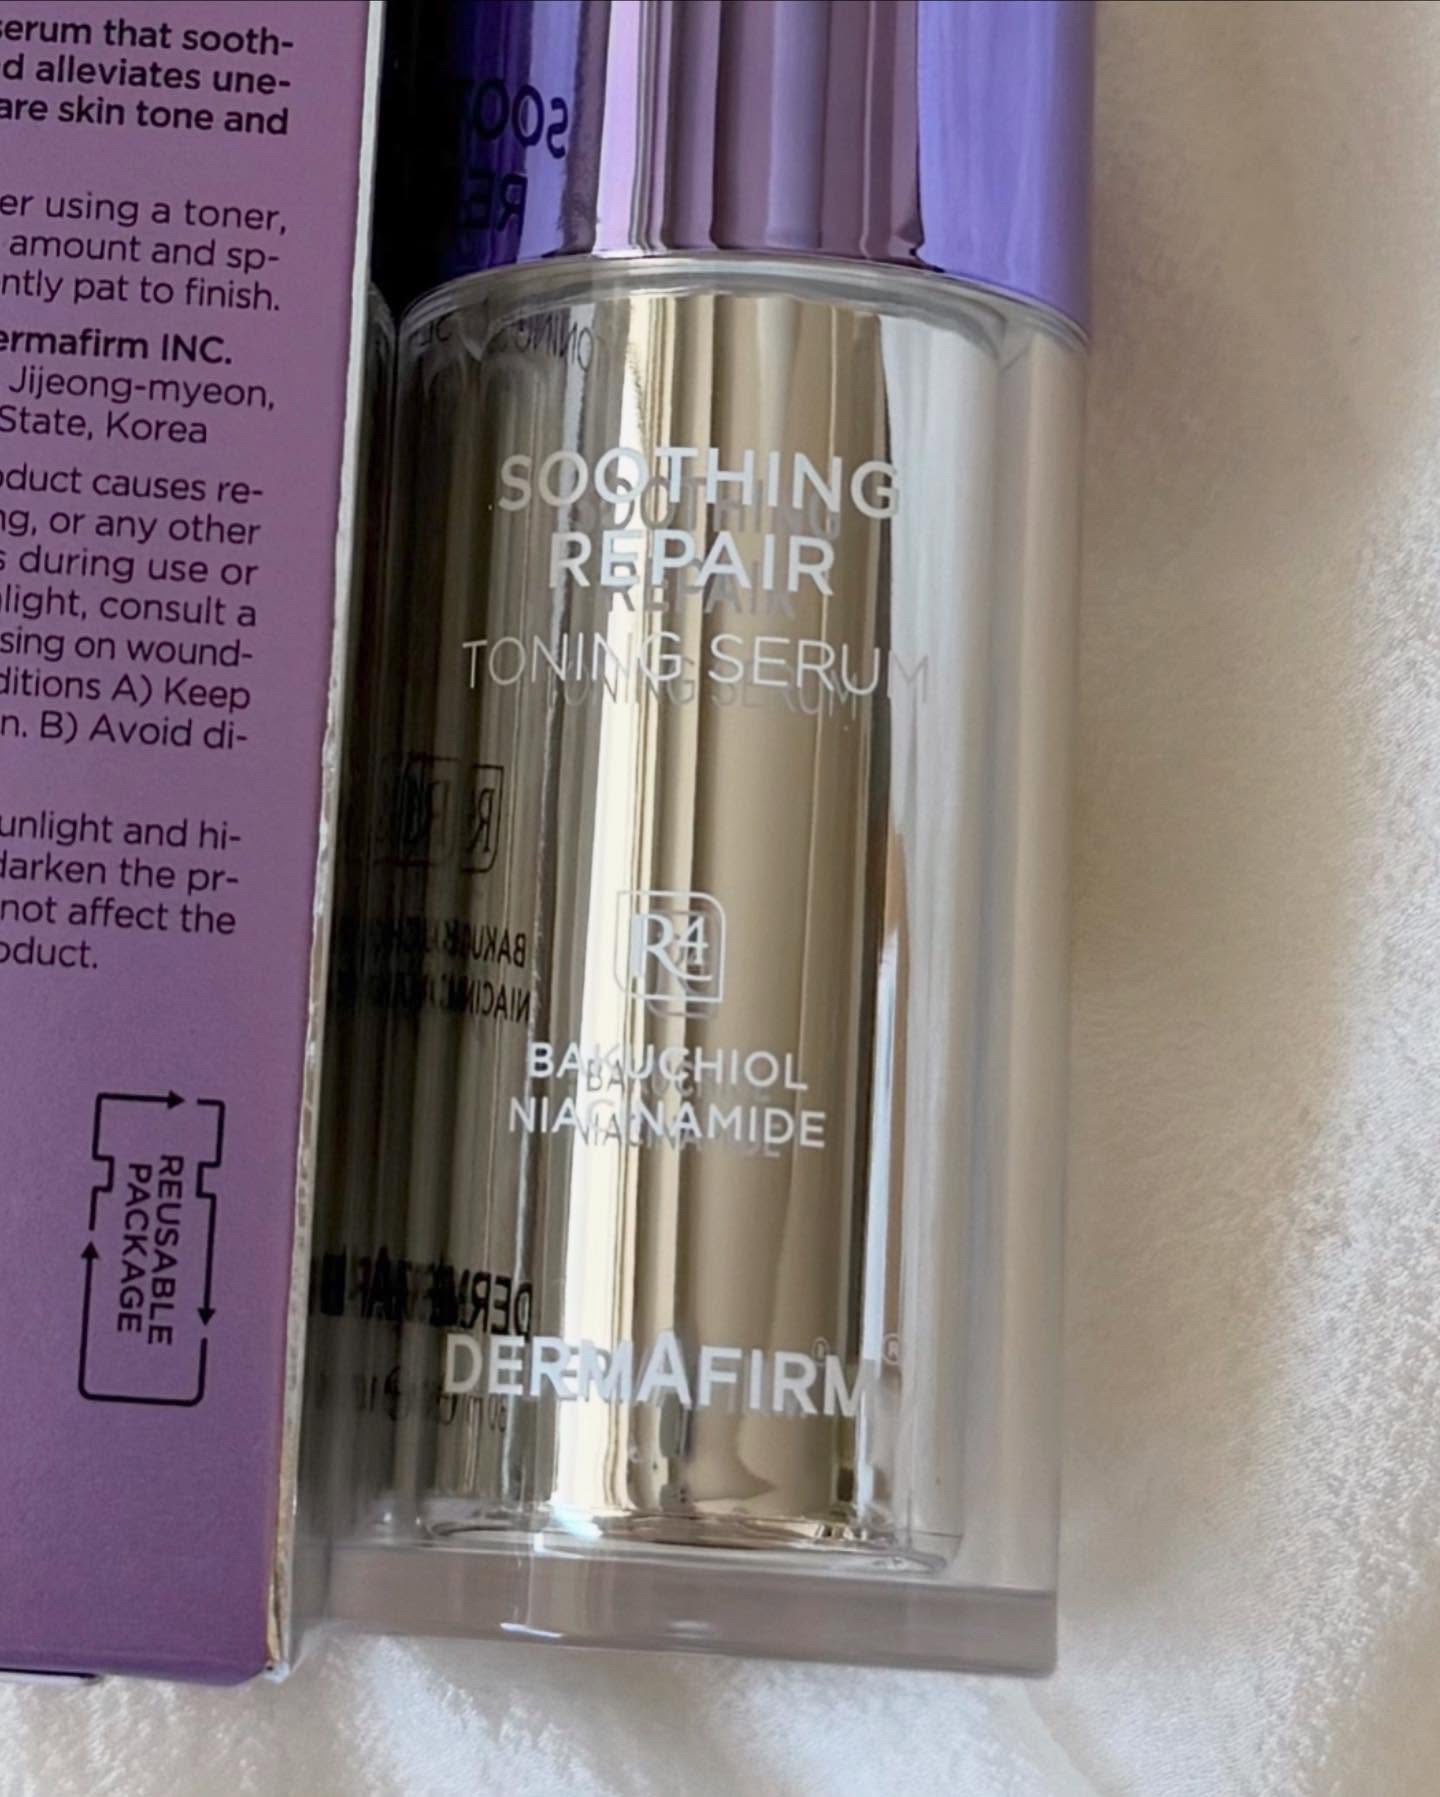 serum that sooth-
d alleviates une-
are skin tone and
er using a toner,
amount and sp-
ntly pat to finish.
ermafirm INC.
Jijeong-myeon,
State, Korea
oduct causes re-
ng, or any other
s during use or
light, consult a
sing on wound-
ditions A) Keep
n. B) Avoid di-
unlight and hi-
darken the pr-
not affect the
oduct.
REUSABLE
PACKAGE
SOOTHING
REPAIR
TONING SERUM
R4
BAKUCHIOL
NIACINAMIDE
DERMAFIRM®